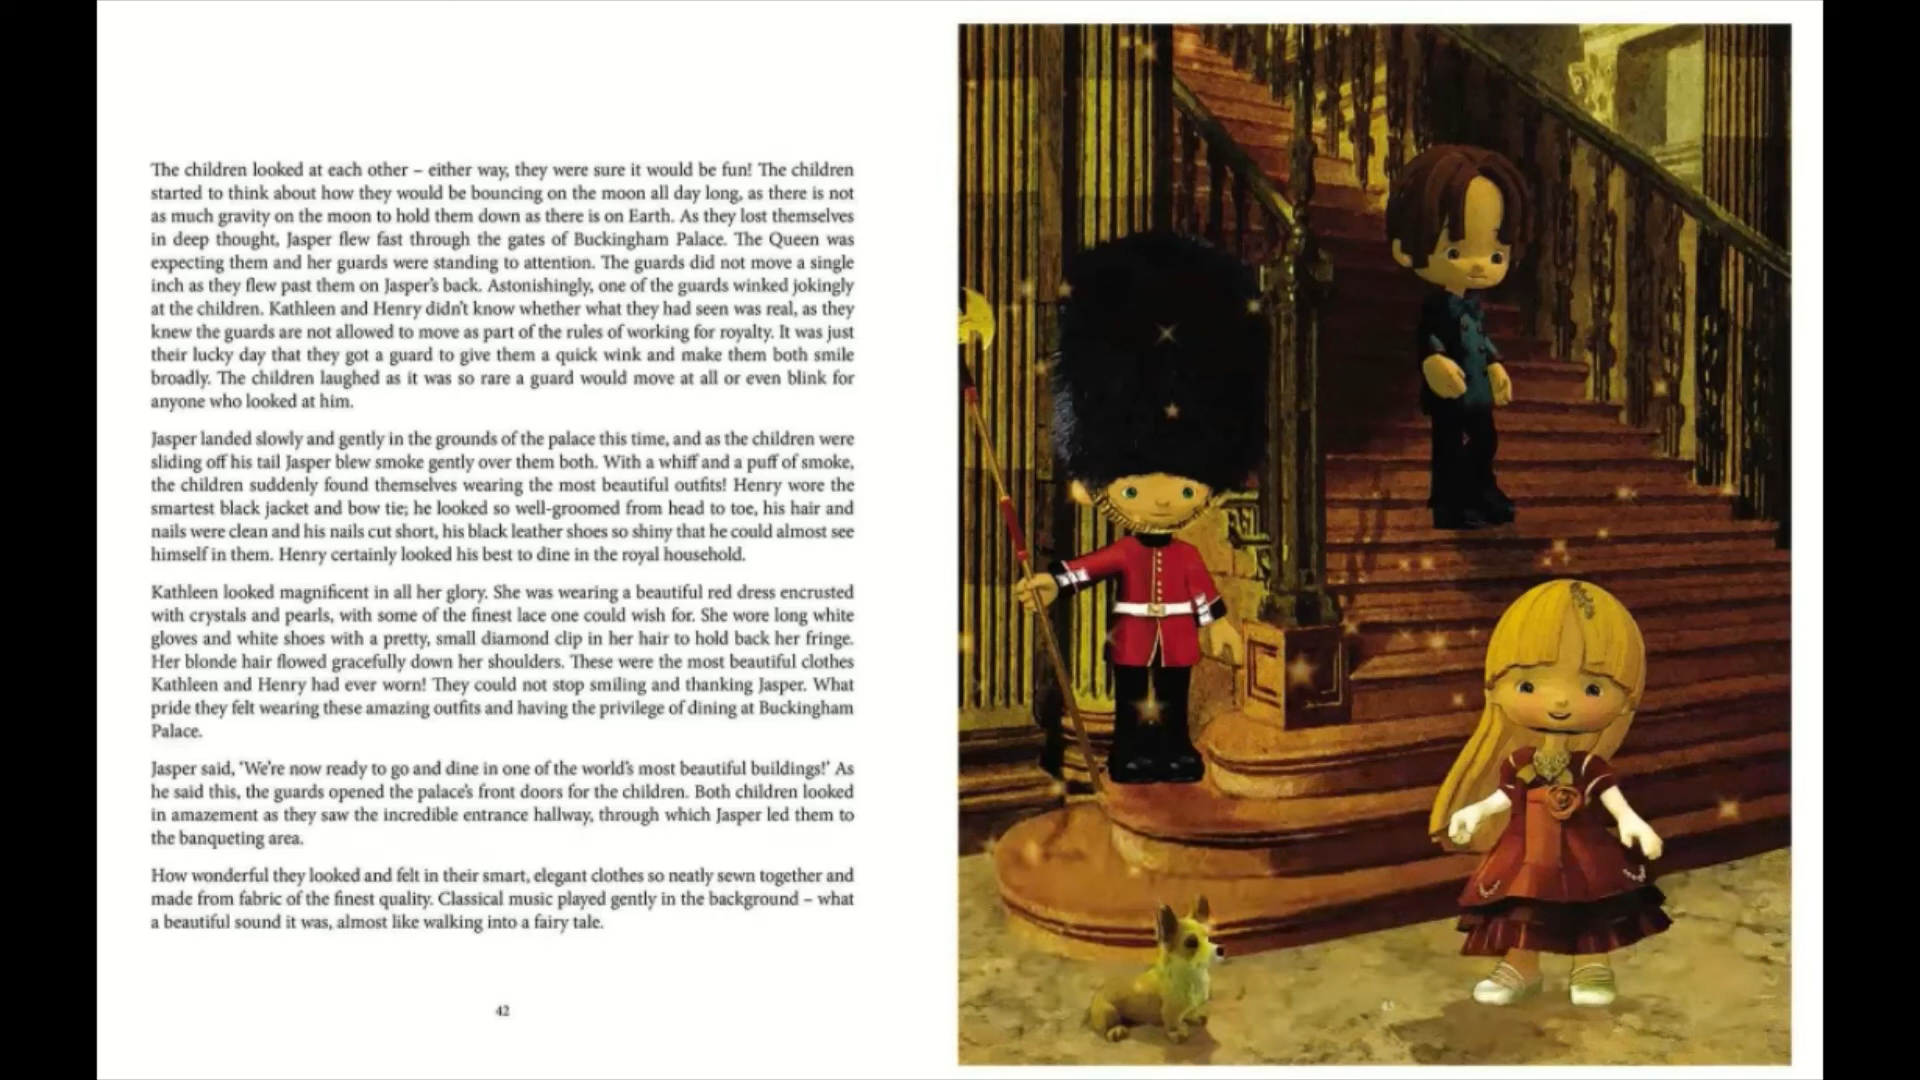 The children looked at each other – either way, they were sure it would be fun! The children
started to think about how they would be bouncing on the moon all day long, as there is not
as much gravity on the moon to hold them down as there is on Earth. As they lost themselves
in deep thought, Jasper flew fast through the gates of Buckingham Palace. The Queen was
expecting them and her guards were standing to attention. The guards did not move a single
inch as they flew past them on Jasper's back. Astonishingly, one of the guards winked jokingly
at the children. Kathleen and Henry didn't know whether what they had seen was real, as they
knew the guards are not allowed to move as part of the rules of working for royalty. It was just
their lucky day that they got a guard to give them a quick wink and make them both smile
broadly. The children laughed as it was so rare a guard would move at all or even blink for
anyone who looked at him.
Jasper landed slowly and gently in the grounds of the palace this time, and as the children were
sliding off his tail Jasper blew smoke gently over them both. With a whiff and a puff of smoke,
the children suddenly found themselves wearing the most beautiful outfits! Henry wore the
smartest black jacket and bow tie; he looked so well-groomed from head to toe, his hair and
nails were clean and his nails cut short, his black leather shoes so shiny that he could almost see
himself in them. Henry certainly looked his best to dine in the royal household.
Kathleen looked magnificent in all her glory. She was wearing a beautiful red dress encrusted
with crystals and pearls, with some of the finest lace one could wish for. She wore long white
gloves and white shoes with a pretty, small diamond clip in her hair to hold back her fringe.
Her blonde hair flowed gracefully down her shoulders. These were the most beautiful clothes
Kathleen and Henry had ever worn! They could not stop smiling and thanking Jasper. What
pride they felt wearing these amazing outfits and having the privilege of dining at Buckingham
Palace.
Jasper said, 'We're now ready to go and dine in one of the world's most beautiful buildings!' As
he said this, the guards opened the palace's front doors for the children. Both children looked
in amazement as they saw the incredible entrance hallway, through which Jasper led them to
the banqueting area.
How wonderful they looked and felt in their smart, elegant clothes so neatly sewn together and
made from fabric of the finest quality. Classical music played gently in the background – what
a beautiful sound it was, almost like walking into a fairy tale.
42